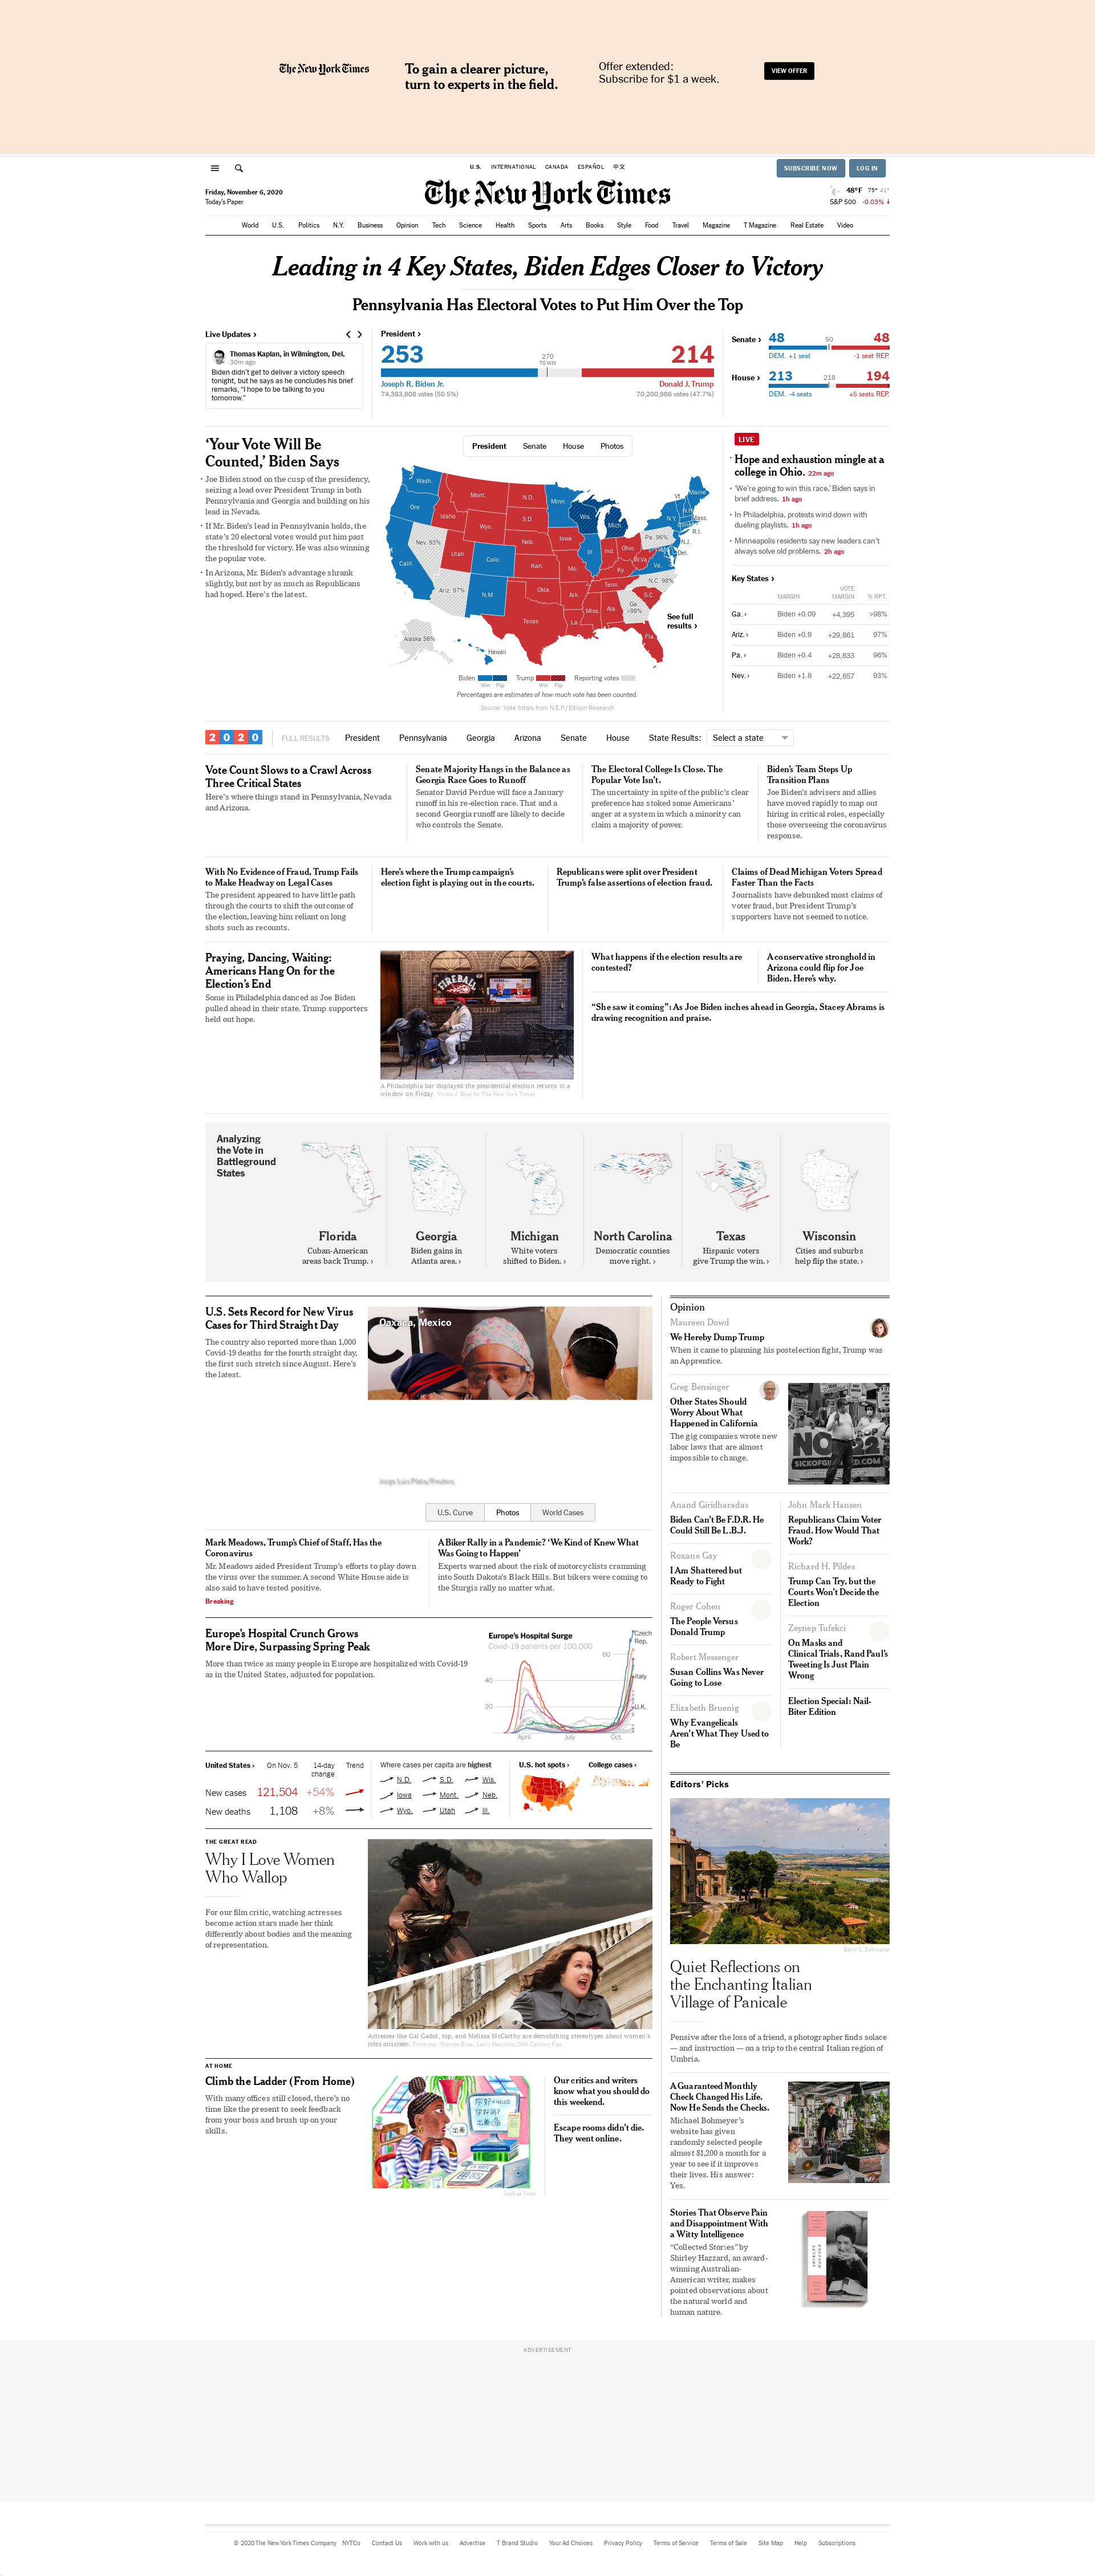 The New York Times
To gain a clearer picture,
turn to experts in the field.
Offer extended:
Subscribe for $1 a week.
VIEW OFFER
U.S. INTERNATIONAL CANADA ESPAÑOL 中文
SUBSCRIBE NOW LOG IN
Friday, November 6, 2020
Today's Paper
The New York Times
48°F 75° 41°
S&P 500 -0.03%
World U.S. Politics N.Y. Business Opinion Tech Science Health Sports Arts Books Style Food Travel Magazine T Magazine Real Estate Video
Leading in 4 Key States, Biden Edges Closer to Victory
Pennsylvania Has Electoral Votes to Put Him Over the Top
Live Updates ›
Thomas Kaplan, in Wilmington, Del.
30m ago
Biden didn't get to deliver a victory speech
tonight, but he says as he concludes his brief
remarks, "I hope to be talking to you
tomorrow."
President ›
253
270
TO WIN
214
Joseph R. Biden Jr.
Donald J. Trump
74,383,808 votes (50.5%)
70,200,986 votes (47.7%)
Senate ›
48 50 48
DEM. +1 seat -1 seat REP.
House ›
213 218 194
DEM. -4 seats +5 seats REP.
‘Your Vote Will Be
Counted,’ Biden Says
Joe Biden stood on the cusp of the presidency,
seizing a lead over President Trump in both
Pennsylvania and Georgia and building on his
lead in Nevada.
If Mr. Biden’s lead in Pennsylvania holds, the
state’s 20 electoral votes would put him past
the threshold for victory. He was also winning
the popular vote.
In Arizona, Mr. Biden’s advantage shrank
slightly, but not by as much as Republicans
had hoped. Here’s the latest.
President Senate House Photos
Wash.
Ore.
Calif.
Nev. 93%
Idaho
Mont.
Wyo.
Utah
Colo.
Ariz. 97%
N.M.
N.D.
S.D.
Neb.
Kan.
Okla.
Texas
Minn.
Iowa
Mo.
Ark.
La.
Wis.
Ill.
Mich.
Ind.
Ohio
Ky.
Tenn.
Miss.
Ala.
Ga.
>98%
Fla.
S.C.
N.C. 98%
Va.
W.Va.
Pa. 96%
N.Y.
Vt.
N.H.
Maine
Mass.
R.I.
N.J.
Del.
Alaska 56%
Hawaii
See full
results ›
Biden Trump Reporting votes
Win Flip Win Flip
Percentages are estimates of how much vote has been counted.
Source: Vote totals from N.E.P./Edison Research
LIVE
Hope and exhaustion mingle at a
college in Ohio. 22m ago
‘We’re going to win this race,’ Biden says in
brief address. 1h ago
In Philadelphia, protests wind down with
dueling playlists. 1h ago
Minneapolis residents say new leaders can’t
always solve old problems. 2h ago
Key States ›
MARGIN VOTE MARGIN % RPT.
Ga. › Biden +0.09 +4,395 >98%
Ariz. › Biden +0.9 +29,861 97%
Pa. › Biden +0.4 +28,833 96%
Nev. › Biden +1.8 +22,657 93%
2020 FULL RESULTS President Pennsylvania Georgia Arizona Senate House State Results: Select a state
Vote Count Slows to a Crawl Across
Three Critical States
Here’s where things stand in Pennsylvania, Nevada
and Arizona.
Senate Majority Hangs in the Balance as
Georgia Race Goes to Runoff
Senator David Perdue will face a January
runoff in his re-election race. That and a
second Georgia runoff are likely to decide
who controls the Senate.
The Electoral College Is Close. The
Popular Vote Isn’t.
The uncertainty in spite of the public’s clear
preference has stoked some Americans’
anger at a system in which a minority can
claim a majority of power.
Biden’s Team Steps Up
Transition Plans
Joe Biden’s advisers and allies
have moved rapidly to map out
hiring in critical roles, especially
those overseeing the coronavirus
response.
With No Evidence of Fraud, Trump Fails
to Make Headway on Legal Cases
The president appeared to have little path
through the courts to shift the outcome of
the election, leaving him reliant on long
shots such as recounts.
Here’s where the Trump campaign’s
election fight is playing out in the courts.
Republicans were split over President
Trump’s false assertions of election fraud.
Claims of Dead Michigan Voters Spread
Faster Than the Facts
Journalists have debunked most claims of
voter fraud, but President Trump’s
supporters have not seemed to notice.
Praying, Dancing, Waiting:
Americans Hang On for the
Election’s End
Some in Philadelphia danced as Joe Biden
pulled ahead in their state. Trump supporters
held out hope.
FIREBALL
A Philadelphia bar displayed the presidential election returns in a
window on Friday. Victor J. Blue for The New York Times
What happens if the election results are
contested?
A conservative stronghold in
Arizona could flip for Joe
Biden. Here’s why.
“She saw it coming”: As Joe Biden inches ahead in Georgia, Stacey Abrams is
drawing recognition and praise.
Analyzing
the Vote in
Battleground
States
Florida
Cuban-American
areas back Trump. ›
Georgia
Biden gains in
Atlanta area. ›
Michigan
White voters
shifted to Biden. ›
North Carolina
Democratic counties
move right. ›
Texas
Hispanic voters
give Trump the win. ›
Wisconsin
Cities and suburbs
help flip the state. ›
U.S. Sets Record for New Virus
Cases for Third Straight Day
The country also reported more than 1,000
Covid-19 deaths for the fourth straight day,
the first such stretch since August. Here’s
the latest.
Oaxaca, Mexico
Jorge Luis Plata/Reuters
U.S. Curve Photos World Cases
Mark Meadows, Trump’s Chief of Staff, Has the
Coronavirus
Mr. Meadows aided President Trump’s efforts to play down
the virus over the summer. A second White House aide is
also said to have tested positive.
Breaking
A Biker Rally in a Pandemic? ‘We Kind of Knew What
Was Going to Happen’
Experts warned about the risk of motorcyclists cramming
into South Dakota’s Black Hills. But bikers were coming to
the Sturgis rally no matter what.
Europe’s Hospital Crunch Grows
More Dire, Surpassing Spring Peak
More than twice as many people in Europe are hospitalized with Covid-19
as in the United States, adjusted for population.
Europe’s Hospital Surge
Covid-19 patients per 100,000
Czech
Rep.
60
Italy
40
U.K.
20
April July Oct.
United States › On Nov. 5 14-day change Trend
New cases 121,504 +54%
New deaths 1,108 +8%
Where cases per capita are highest
N.D. S.D. Wis.
Iowa Mont. Neb.
Wyo. Utah Ill.
U.S. hot spots › College cases ›
THE GREAT READ
Why I Love Women
Who Wallop
For our film critic, watching actresses
become action stars made her think
differently about bodies and the meaning
of representation.
Actresses like Gal Gadot, top, and Melissa McCarthy are demolishing stereotypes about women’s
roles onscreen. From top: Warner Bros.; Larry Horricks/20th Century Fox
AT HOME
Climb the Ladder (From Home)
With many offices still closed, there’s no
time like the present to seek feedback
from your boss and brush up on your
skills.
Our critics and writers
know what you should do
this weekend.
Escape rooms didn’t die.
They went online.
Opinion
Maureen Dowd
We Hereby Dump Trump
When it came to planning his postelection fight, Trump was
an Apprentice.
Greg Bensinger
Other States Should
Worry About What
Happened in California
The gig companies wrote new
labor laws that are almost
impossible to change.
Anand Giridharadas
Biden Can’t Be F.D.R. He
Could Still Be L.B.J.
Roxane Gay
I Am Shattered but
Ready to Fight
Roger Cohen
The People Versus
Donald Trump
Robert Messenger
Susan Collins Was Never
Going to Lose
Elizabeth Bruenig
Why Evangelicals
Aren’t What They Used to
Be
John Mark Hansen
Republicans Claim Voter
Fraud. How Would That
Work?
Richard H. Pildes
Trump Can Try, but the
Courts Won’t Decide the
Election
Zeynep Tufekci
On Masks and
Clinical Trials, Rand Paul’s
Tweeting Is Just Plain
Wrong
Election Special: Nail-
Biter Edition
Editors’ Picks
Barry L. Schwartz
Quiet Reflections on
the Enchanting Italian
Village of Panicale
Pensive after the loss of a friend, a photographer finds solace
— and instruction — on a trip to the central Italian region of
Umbria.
A Guaranteed Monthly
Check Changed His Life.
Now He Sends the Checks.
Michael Bohmeyer’s
website has given
randomly selected people
almost $1,200 a month for a
year to see if it improves
their lives. His answer:
Yes.
Stories That Observe Pain
and Disappointment With
a Witty Intelligence
“Collected Stories” by
Shirley Hazzard, an award-
winning Australian-
American writer, makes
pointed observations about
the natural world and
human nature.
ADVERTISEMENT
© 2020 The New York Times Company NYTCo Contact Us Work with us Advertise T Brand Studio Your Ad Choices Privacy Policy Terms of Service Terms of Sale Site Map Help Subscriptions